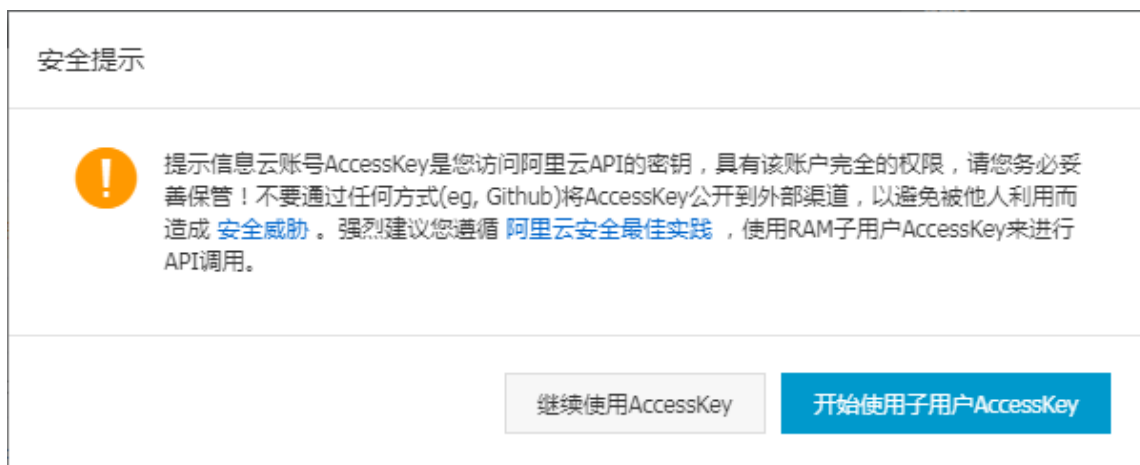 安全提示
提示信息云账号AccessKey是您访问阿里云API的密钥，具有该账户完全的权限，请您务必妥
善保管！不要通过任何方式(eg, Github)将AccessKey公开到外部渠道，以避免被他人利用而
造成 安全威胁 。强烈建议您遵循 阿里云安全最佳实践 ，使用RAM子用户AccessKey来进行
API调用。
继续使用AccessKey
开始使用子用户AccessKey